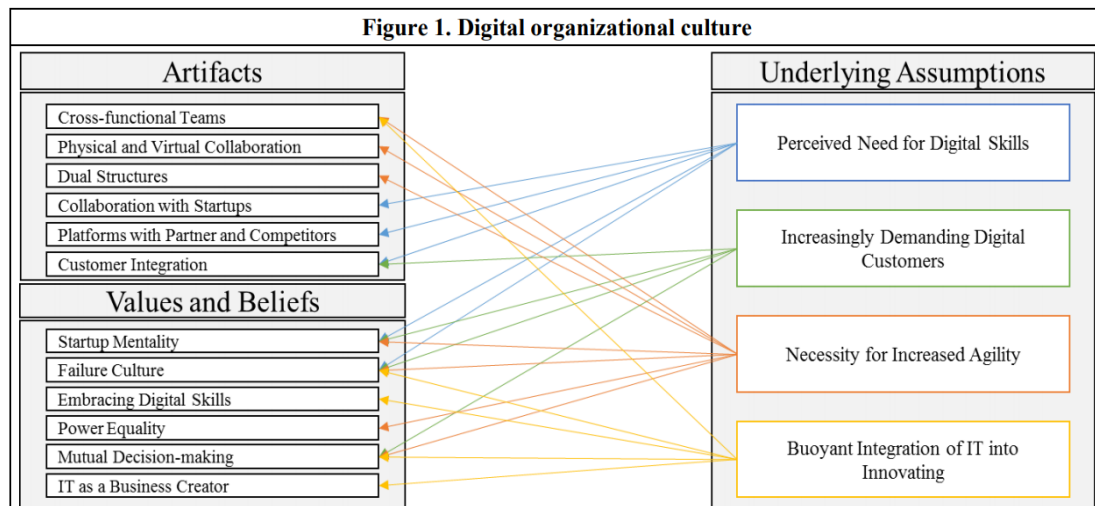 Figure 1. Digital organizational culture
Artifacts
Cross-functional Teams
Physical and Virtual Collaboration
Dual Structures
Collaboration with Startups
Platforms with Partner and Competitors
Customer Integration
Values and Beliefs
Startup Mentality
Failure Culture
Embracing Digital Skills
Power Equality
Mutual Decision-making
IT as a Business Creator
Underlying Assumptions
Perceived Need for Digital Skills
Increasingly Demanding Digital
Customers
Necessity for Increased Agility
Buoyant Integration of IT into
Innovating